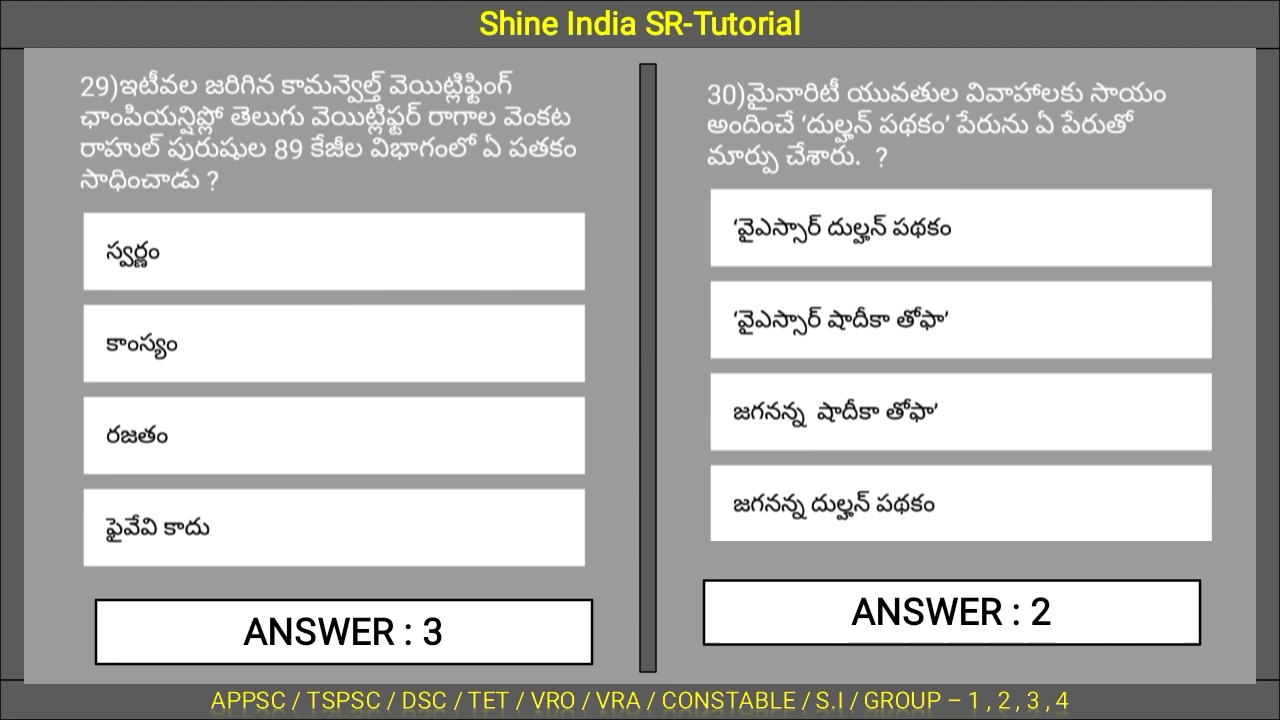 Shine India SR-Tutorial
29)ఇటీవల జరిగిన కామన్వెల్త్ వెయిట్లిఫ్టింగ్
ఛాంపియన్షిప్లో తెలుగు వెయిట్లిఫ్టర్ రాగాల వెంకట
రాహుల్ పురుషుల 89 కేజీల విభాగంలో ఏ పతకం
సాధించాడు ?
స్వర్ణం
కాంస్యం
రజతం
ఫైవేవి కాదు
ANSWER : 3
30)మైనారిటీ యువతుల వివాహాలకు సాయం
అందించే ‘దుల్హన్ పథకం’ పేరును ఏ పేరుతో
మార్పు చేశారు. ?
‘వైఎస్సార్ దుల్హన్ పథకం
‘వైఎస్సార్ షాదీకా తోఫా’
జగనన్న షాదీకా తోఫా’
జగనన్న దుల్హన్ పథకం
ANSWER : 2
APPSC / TSPSC / DSC / TET / VRO / VRA / CONSTABLE / S.I / GROUP – 1 , 2 , 3 , 4